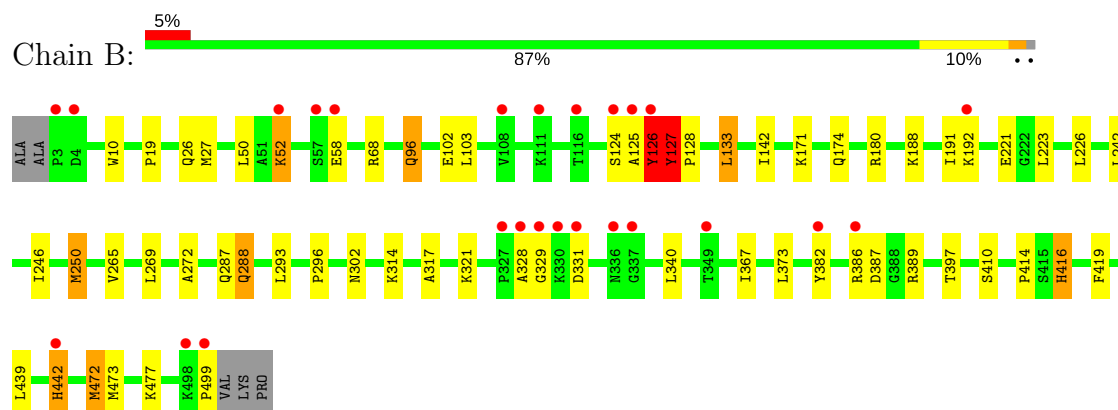 5%
Chain B:
87% 10% • •
ALA ALA P3 D4 W10 P19 Q26 M27 L50 A51 K52 S57 E58 R68 Q96 E102 L103 V108 K111 T116 S124 A125 Y126 Y127 P128 L133 I142 K171 Q174 R180 K188 I191 K192 E221 G222 L223 L226 L242
I246 M250 V265 L269 A272 Q287 Q288 L293 P296 N302 K314 A317 K321 P327 A328 G329 K330 D331 N336 G337 L340 T349 I367 L373 Y382 R386 D387 G388 R389 T397 S410 P414 S415 H416 F419
L439 H442 M472 M473 K477 K498 P499 VAL LYS PRO